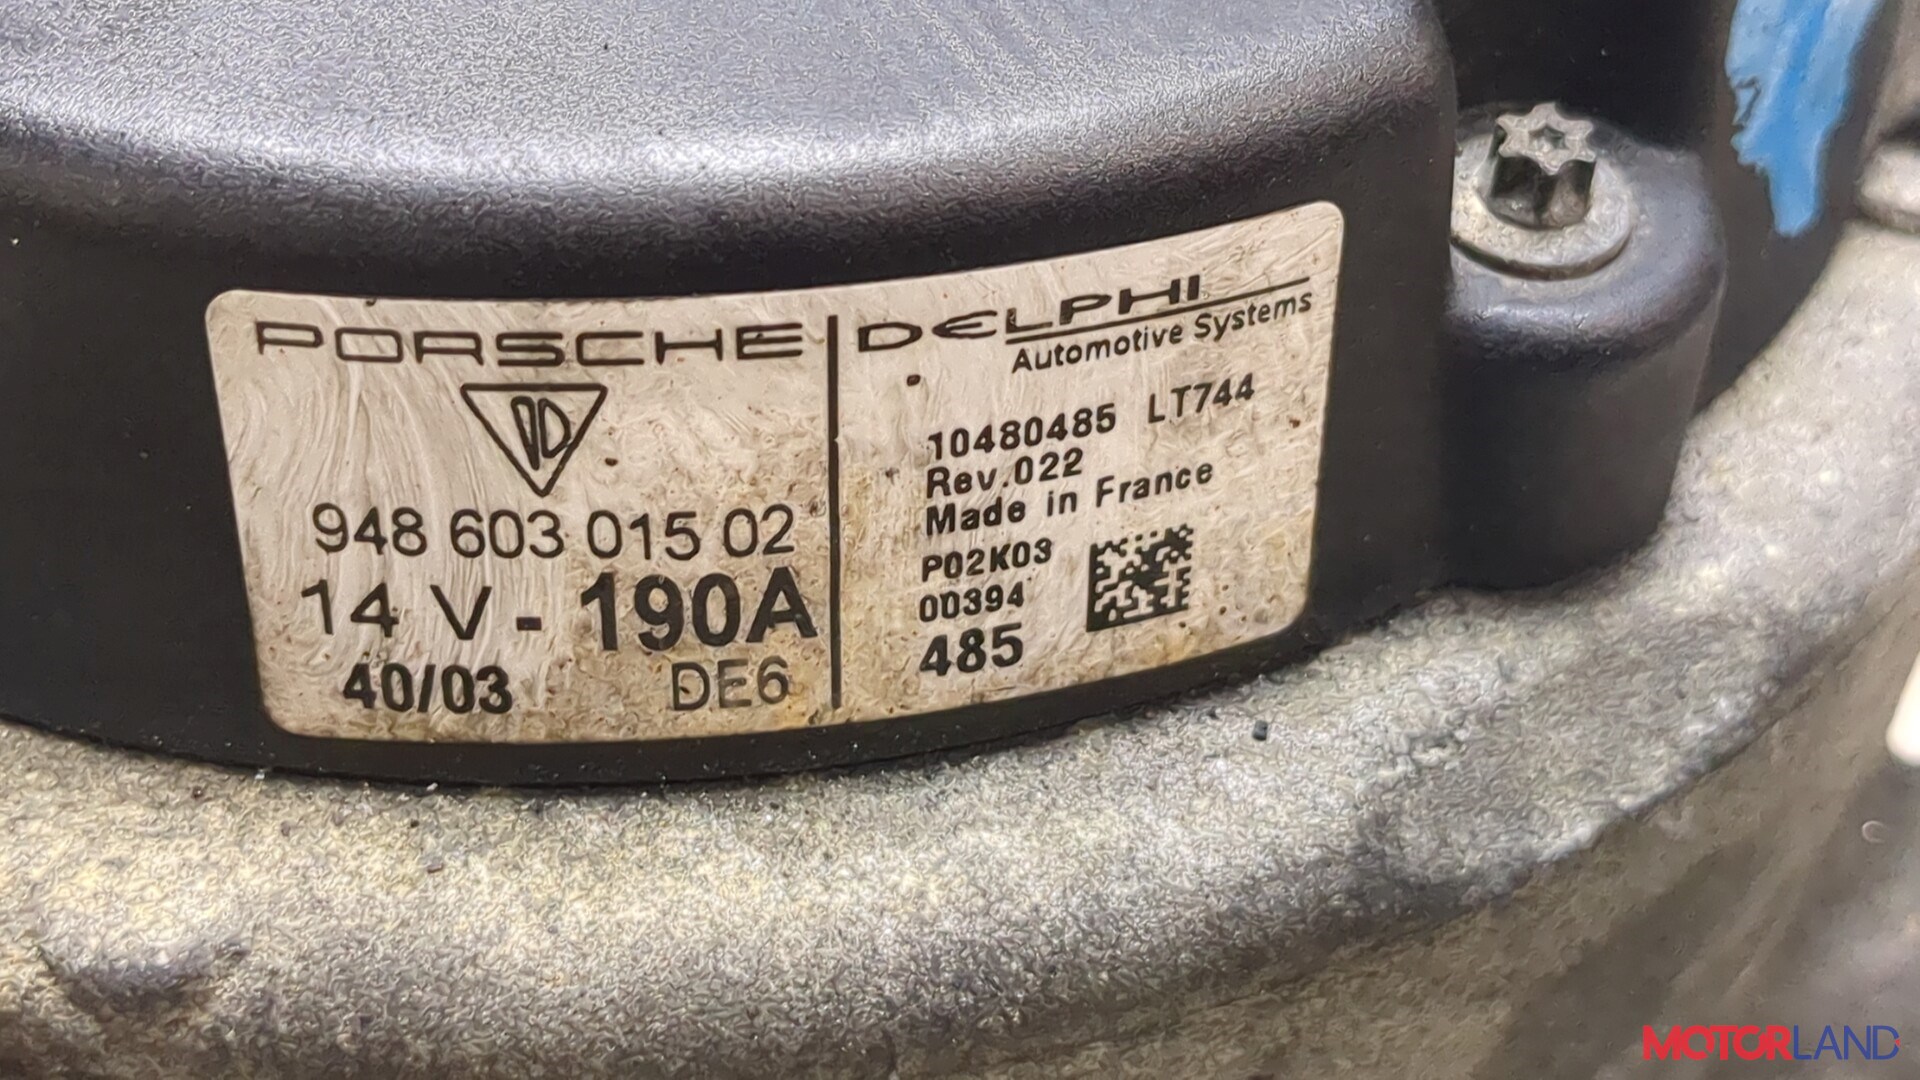 PORSCHE
948 603 015 02
14 V - 190A
40/03 DE6
DELPHI
Automotive Systems
10480485 LT744
Rev.022
Made in France
P02K03
00394
485
MOTORLAND